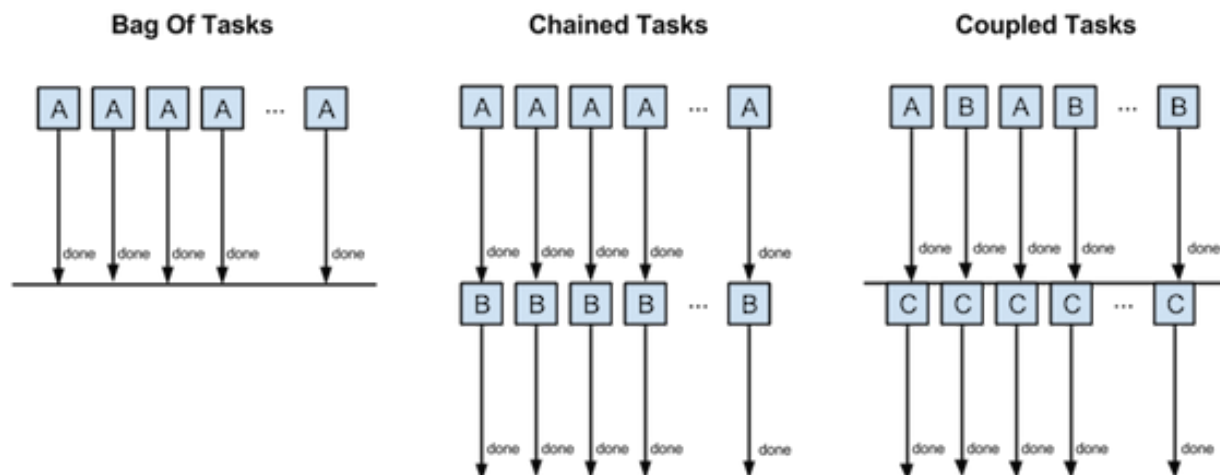 Bag Of Tasks
A A A A ... A
done done done done done
Chained Tasks
A A A A ... A
done done done done done
B B B B ... B
done done done done done
Coupled Tasks
A B A B ... B
done done done done done
C C C C ... C
done done done done done